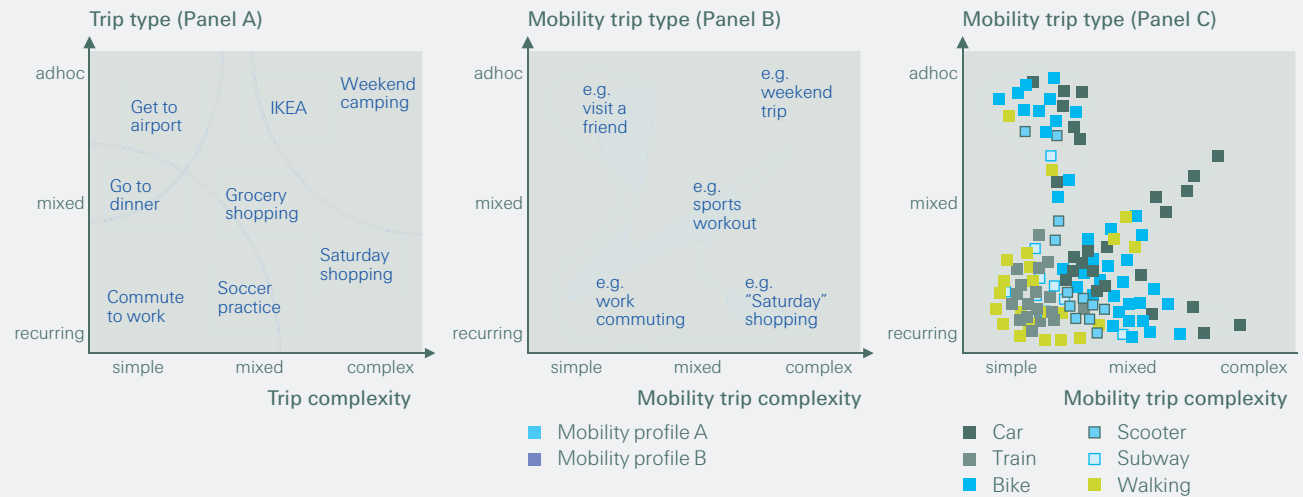 Trip type (Panel A)
adhoc
mixed
recurring
Get to
airport
IKEA
Weekend
camping
Go to
dinner
Grocery
shopping
Saturday
shopping
Commute
to work
Soccer
practice
simple
mixed
complex
Trip complexity
Mobility trip type (Panel B)
adhoc
mixed
recurring
e.g.
visit a
friend
e.g.
weekend
trip
e.g.
sports
workout
e.g.
work
commuting
e.g.
“Saturday”
shopping
simple
mixed
complex
Mobility trip complexity
Mobility profile A
Mobility profile B
Mobility trip type (Panel C)
adhoc
mixed
recurring
simple
mixed
complex
Mobility trip complexity
Car
Train
Bike
Scooter
Subway
Walking